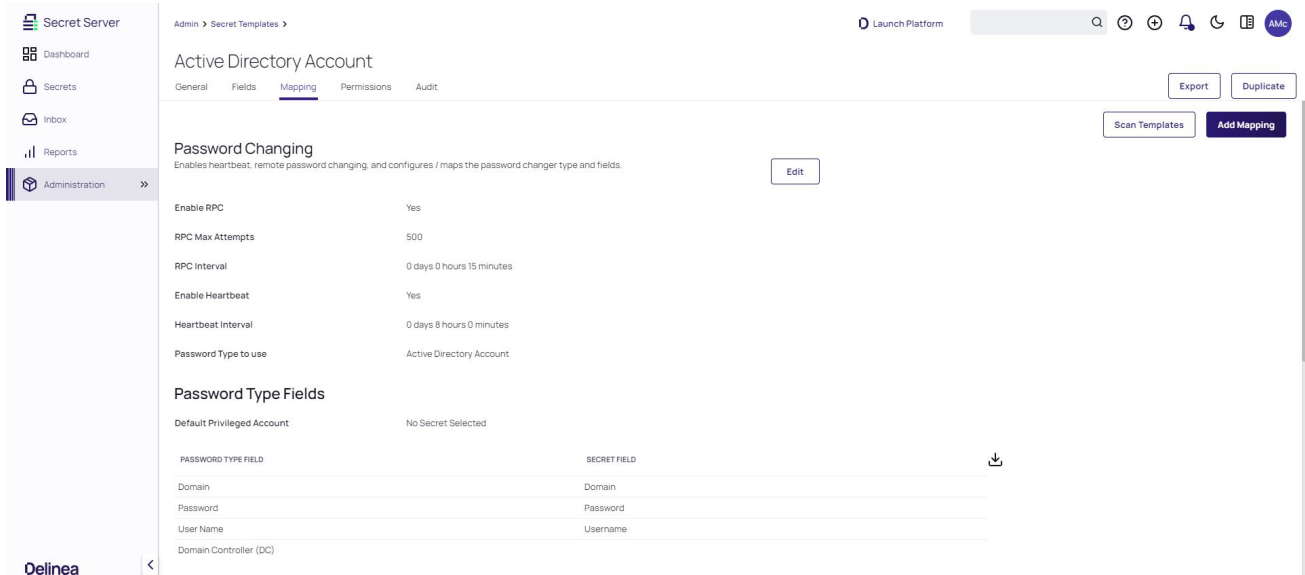 Secret Server
Admin > Secret Templates >
Launch Platform
AMc
Dashboard
Secrets
Inbox
Reports
Administration
Active Directory Account
General Fields Mapping Permissions Audit
Export Duplicate
Scan Templates Add Mapping
Password Changing
Enables heartbeat, remote password changing, and configures / maps the password changer type and fields.
Edit
Enable RPC Yes
RPC Max Attempts 500
RPC Interval 0 days 0 hours 15 minutes
Enable Heartbeat Yes
Heartbeat Interval 0 days 8 hours 0 minutes
Password Type to use Active Directory Account
Password Type Fields
Default Privileged Account No Secret Selected
PASSWORD TYPE FIELD SECRET FIELD
Domain Domain
Password Password
User Name Username
Domain Controller (DC)
Delinea